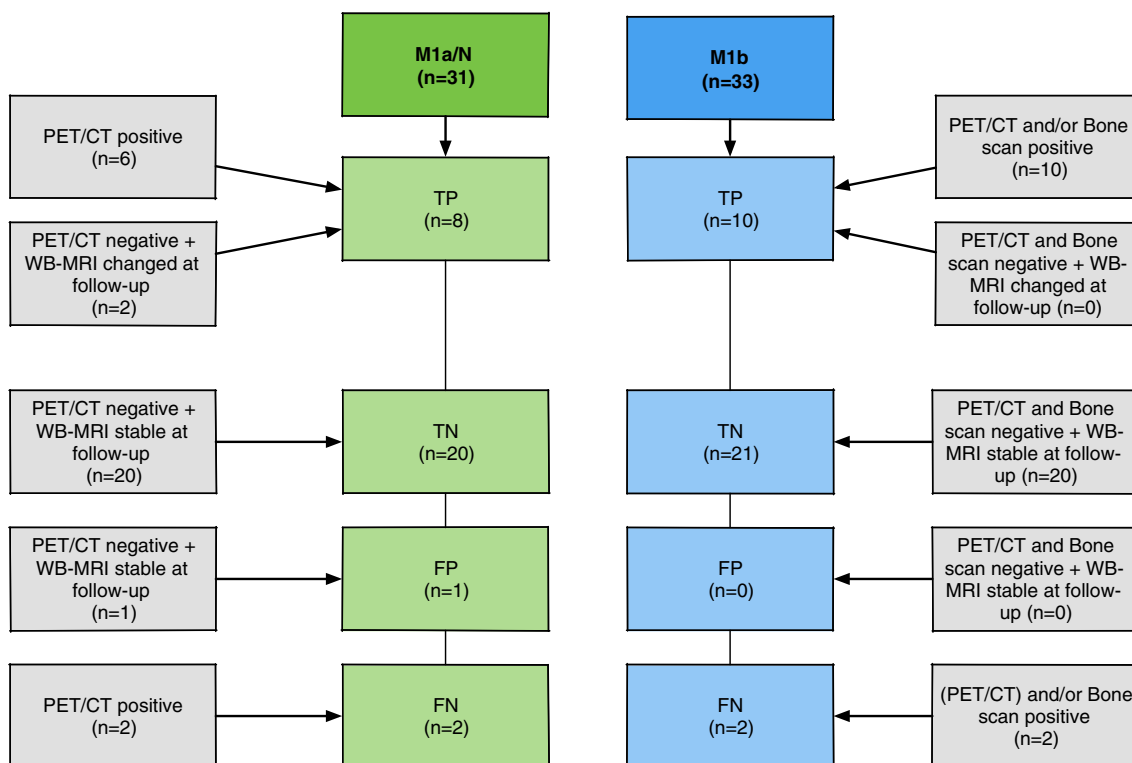 M1a/N
(n=31)
M1b
(n=33)
PET/CT positive
(n=6)
TP
(n=8)
TP
(n=10)
PET/CT and/or Bone
scan positive
(n=10)
PET/CT negative +
WB-MRI changed at
follow-up
(n=2)
PET/CT and Bone
scan negative + WB-
MRI changed at
follow-up (n=0)
PET/CT negative +
WB-MRI stable at
follow-up
(n=20)
TN
(n=20)
TN
(n=21)
PET/CT and Bone
scan negative + WB-
MRI stable at follow-
up (n=20)
PET/CT negative +
WB-MRI stable at
follow-up
(n=1)
FP
(n=1)
FP
(n=0)
PET/CT and Bone
scan negative + WB-
MRI stable at follow-
up (n=0)
PET/CT positive
(n=2)
FN
(n=2)
FN
(n=2)
(PET/CT) and/or Bone
scan positive
(n=2)